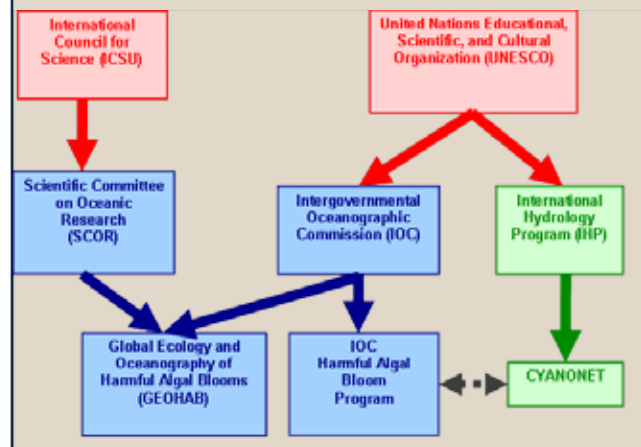 International
Council for
Science (ICSU)
United Nations Educational,
Scientific, and Cultural
Organization (UNESCO)
Scientific Committee
on Oceanic
Research
(SCOR)
Intergovernmental
Oceanographic
Commission (IOC)
International
Hydrology
Program (IHP)
Global Ecology and
Oceanography of
Harmful Algal Blooms
(GEOHAB)
IOC
Harmful Algal
Bloom
Program
CYANONET